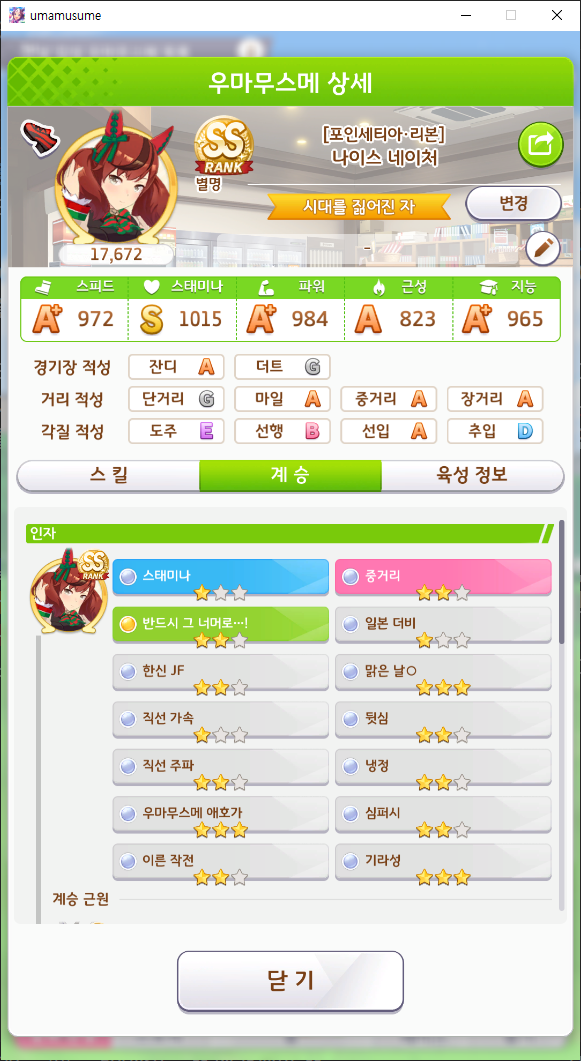 umamusume
우마무스메 상세
SS
RANK
[포인세티아·리본]
나이스 네이처
별명
시대를 짊어진 자
변경
17,672
-
스피드 스태미나 파워 근성 지능
A+ 972 S 1015 A+ 984 A 823 A+ 965
경기장 적성 잔디 A 더트 G
거리 적성 단거리 G 마일 A 중거리 A 장거리 A
각질 적성 도주 E 선행 B 선입 A 추입 D
스킬 계승 육성 정보
인자
SS
RANK
스태미나 중거리
반드시 그 너머로…! 일본 더비
한신 JF 맑은 날○
직선 가속 뒷심
직선 주파 냉정
우마무스메 애호가 심퍼시
이른 작전 기라성
계승 근원
닫기